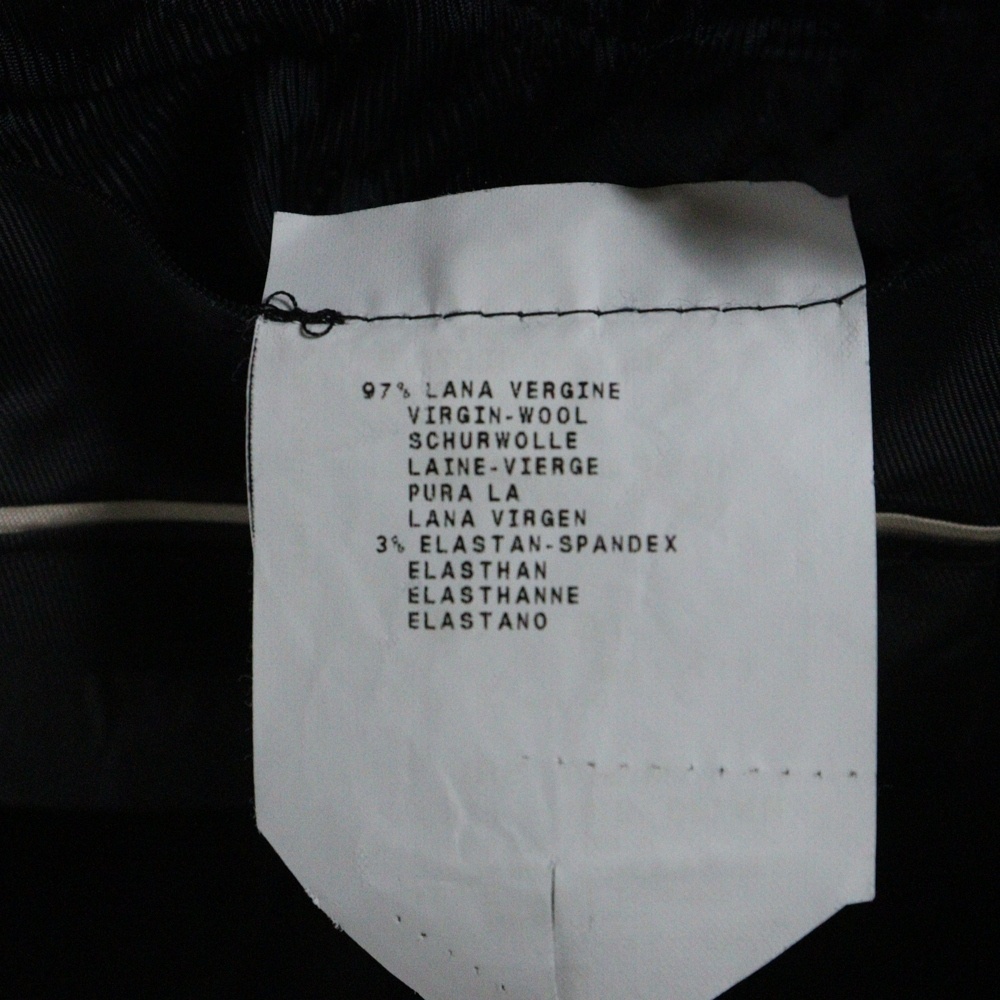 97% LANA VERGINE
VIRGIN-WOOL
SCHURWOLLE
LAINE-VIERGE
PURA LA
LANA VIRGEN
3% ELASTAN-SPANDEX
ELASTHAN
ELASTHANNE
ELASTANO